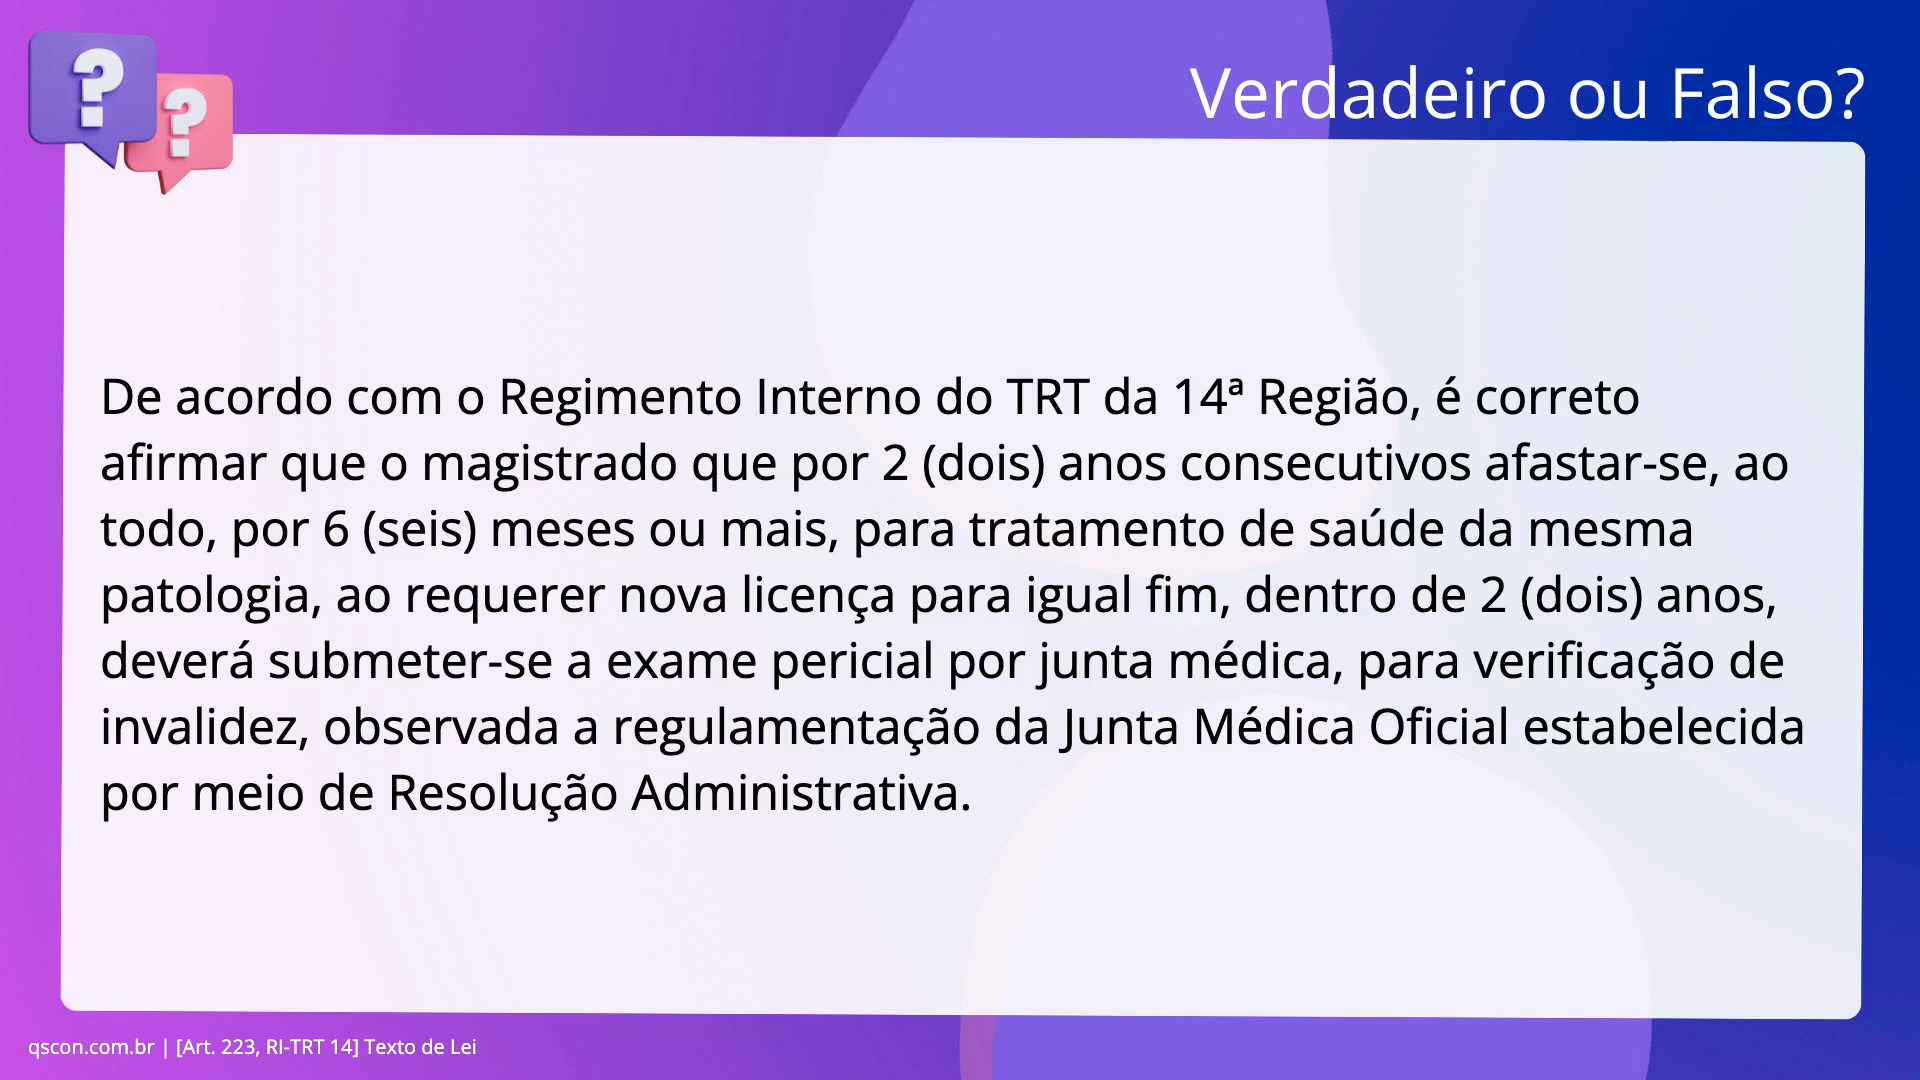 Verdadeiro ou Falso?
De acordo com o Regimento Interno do TRT da 14ª Região, é correto
afirmar que o magistrado que por 2 (dois) anos consecutivos afastar-se, ao
todo, por 6 (seis) meses ou mais, para tratamento de saúde da mesma
patologia, ao requerer nova licença para igual fim, dentro de 2 (dois) anos,
deverá submeter-se a exame pericial por junta médica, para verificação de
invalidez, observada a regulamentação da Junta Médica Oficial estabelecida
por meio de Resolução Administrativa.
qscon.com.br | [Art. 223, RI-TRT 14] Texto de Lei